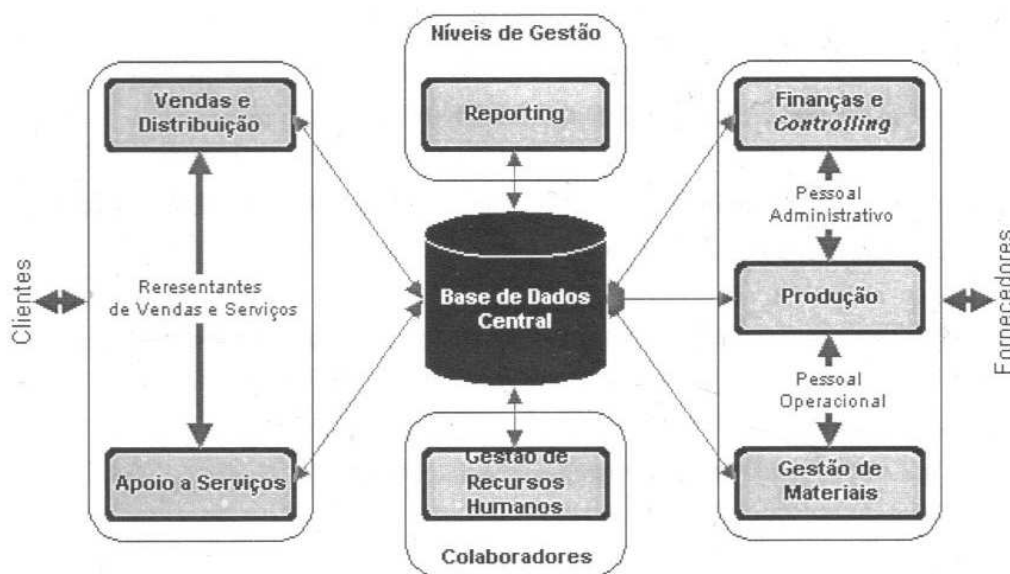 Níveis de Gestão
Reporting
Vendas e
Distribuição
Finanças e
Controlling
Pessoal
Administrativo
Clientes
Reresentantes
de Vendas e Serviços
Base de Dados
Central
Produção
Fornecedores
Pessoal
Operacional
Apoio a Serviços
Gestão de
Recursos
Humanos
Gestão de
Materiais
Colaboradores